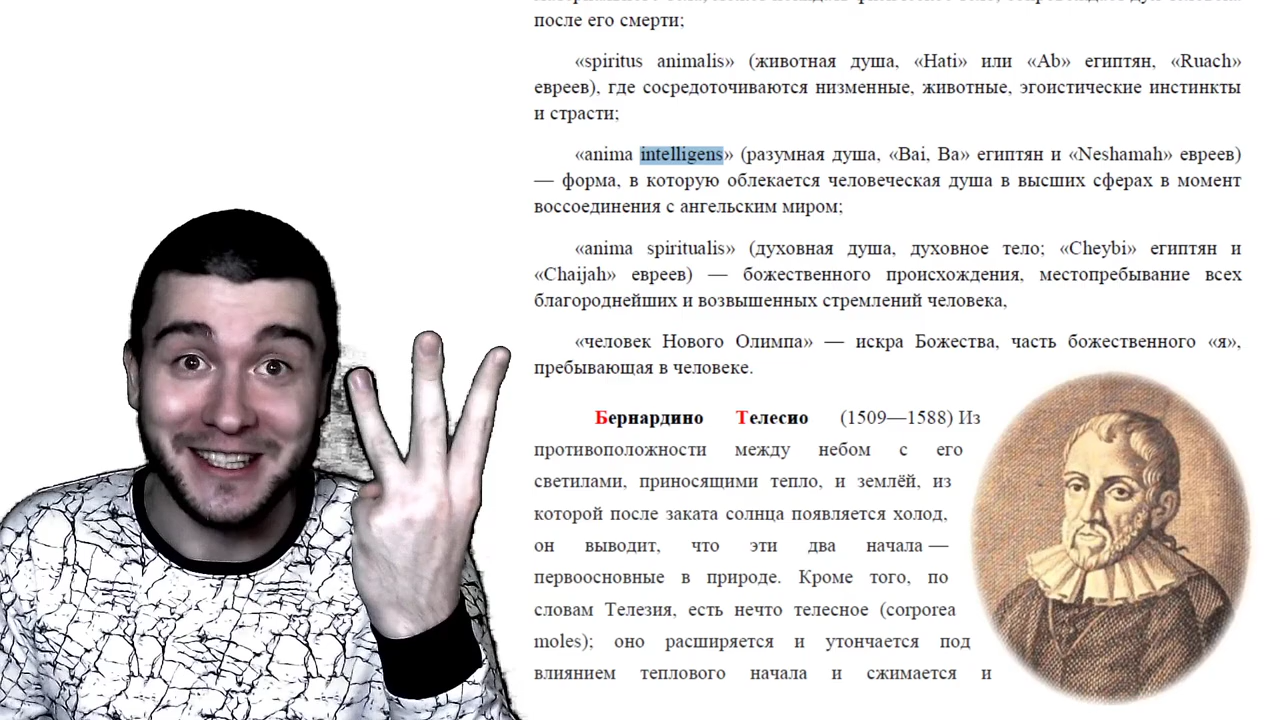 после его смерти;
«spiritus animalis» (животная душа, «Hati» или «Ab» египтян, «Ruach»
евреев), где сосредоточиваются низменные, животные, эгоистические инстинкты
и страсти;
«anima intelligens» (разумная душа, «Bai, Ba» египтян и «Neshamah» евреев)
— форма, в которую облекается человеческая душа в высших сферах в момент
воссоединения с ангельским миром;
«anima spiritualis» (духовная душа, духовное тело; «Cheybi» египтян и
«Chaijah» евреев) — божественного происхождения, местопребывание всех
благороднейших и возвышенных стремлений человека,
«человек Нового Олимпа» — искра Божества, часть божественного «я»,
пребывающая в человеке.
Бернардино Телесио (1509—1588) Из
противоположности между небом с его
светилами, приносящими тепло, и землёй, из
которой после заката солнца появляется холод,
он выводит, что эти два начала —
первоосновные в природе. Кроме того, по
словам Телезия, есть нечто телесное (corporea
moles); оно расширяется и утончается под
влиянием теплового начала и сжимается и